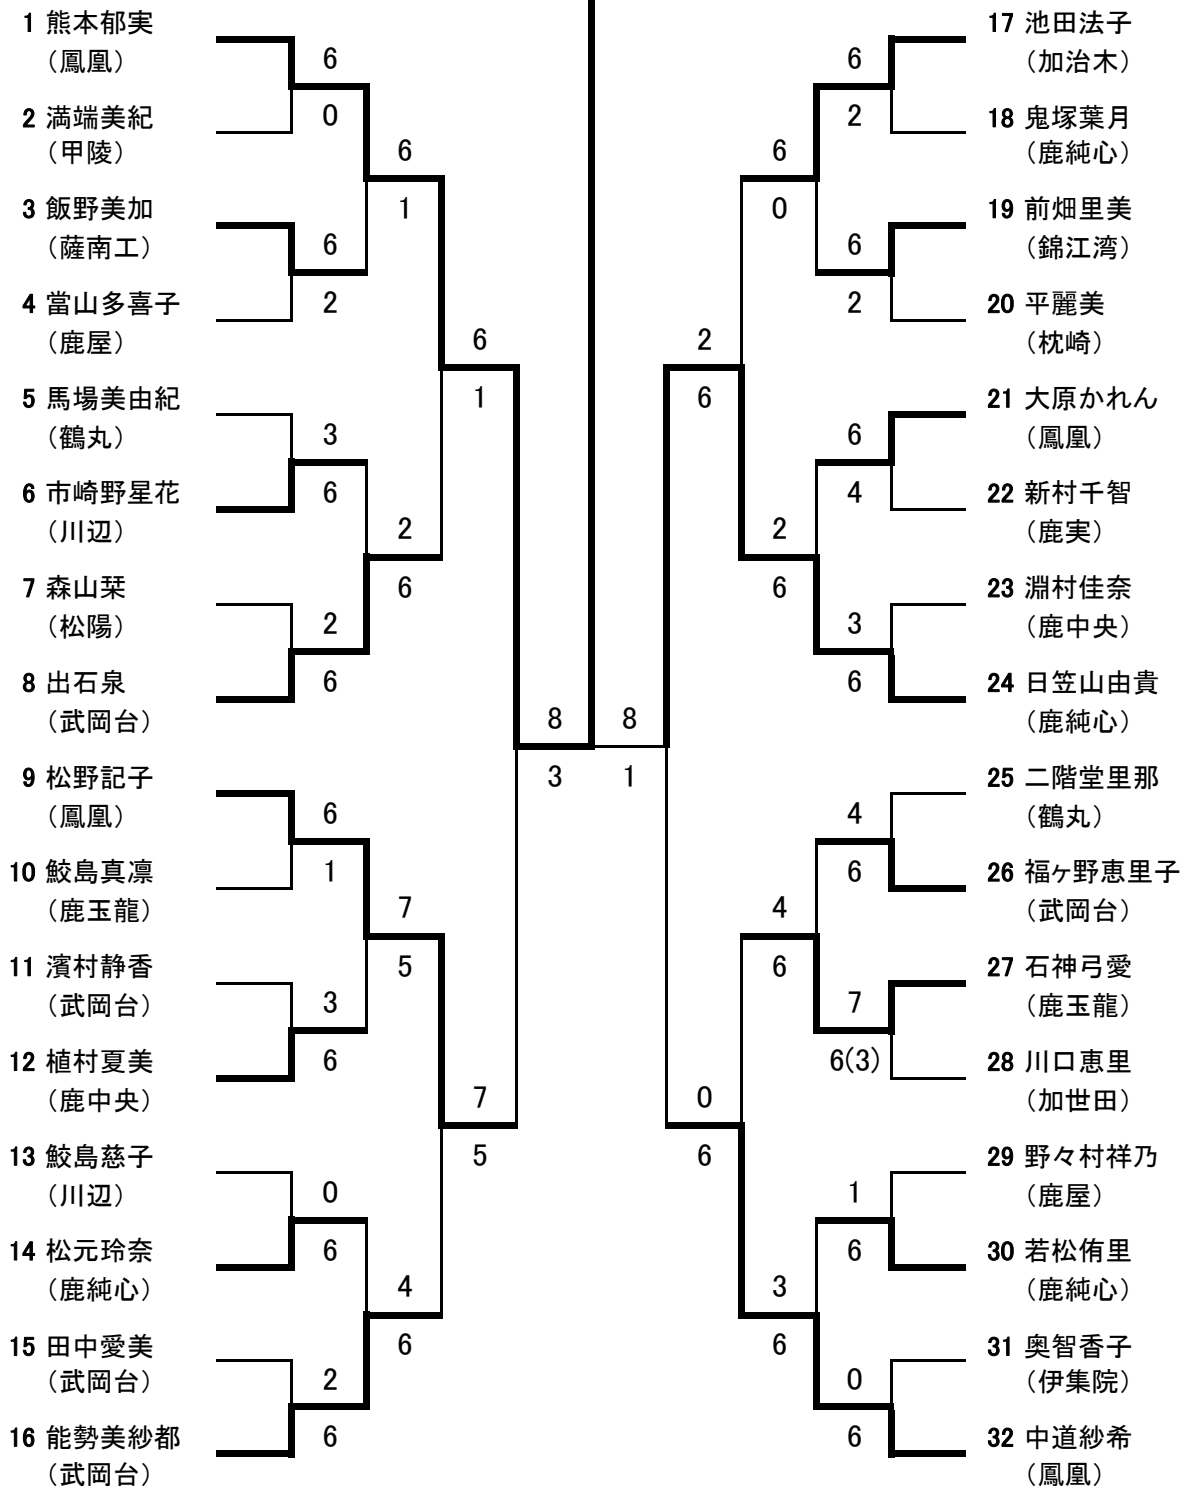 1 熊本郁実
（鳳凰）
2 満端美紀
（甲陵）
3 飯野美加
（薩南工）
4 當山多喜子
（鹿屋）
5 馬場美由紀
（鶴丸）
6 市崎野星花
（川辺）
7 森山栞
（松陽）
8 出石泉
（武岡台）
9 松野記子
（鳳凰）
10 鮫島真凛
（鹿玉龍）
11 濱村静香
（武岡台）
12 植村夏美
（鹿中央）
13 鮫島慈子
（川辺）
14 松元玲奈
（鹿純心）
15 田中愛美
（武岡台）
16 能勢美紗都
（武岡台）
6
0
6
2
3
6
2
6
6
1
3
6
0
6
2
6
6
1
2
6
7
5
4
6
6
1
7
5
8
3
8
1
2
6
0
6
6
0
2
6
4
6
3
6
6
2
6
2
6
4
3
6
4
6
7
6(3)
1
6
0
6
17 池田法子
（加治木）
18 鬼塚葉月
（鹿純心）
19 前畑里美
（錦江湾）
20 平麗美
（枕崎）
21 大原かれん
（鳳凰）
22 新村千智
（鹿実）
23 淵村佳奈
（鹿中央）
24 日笠山由貴
（鹿純心）
25 二階堂里那
（鶴丸）
26 福ヶ野恵里子
（武岡台）
27 石神弓愛
（鹿玉龍）
28 川口恵里
（加世田）
29 野々村祥乃
（鹿屋）
30 若松侑里
（鹿純心）
31 奥智香子
（伊集院）
32 中道紗希
（鳳凰）